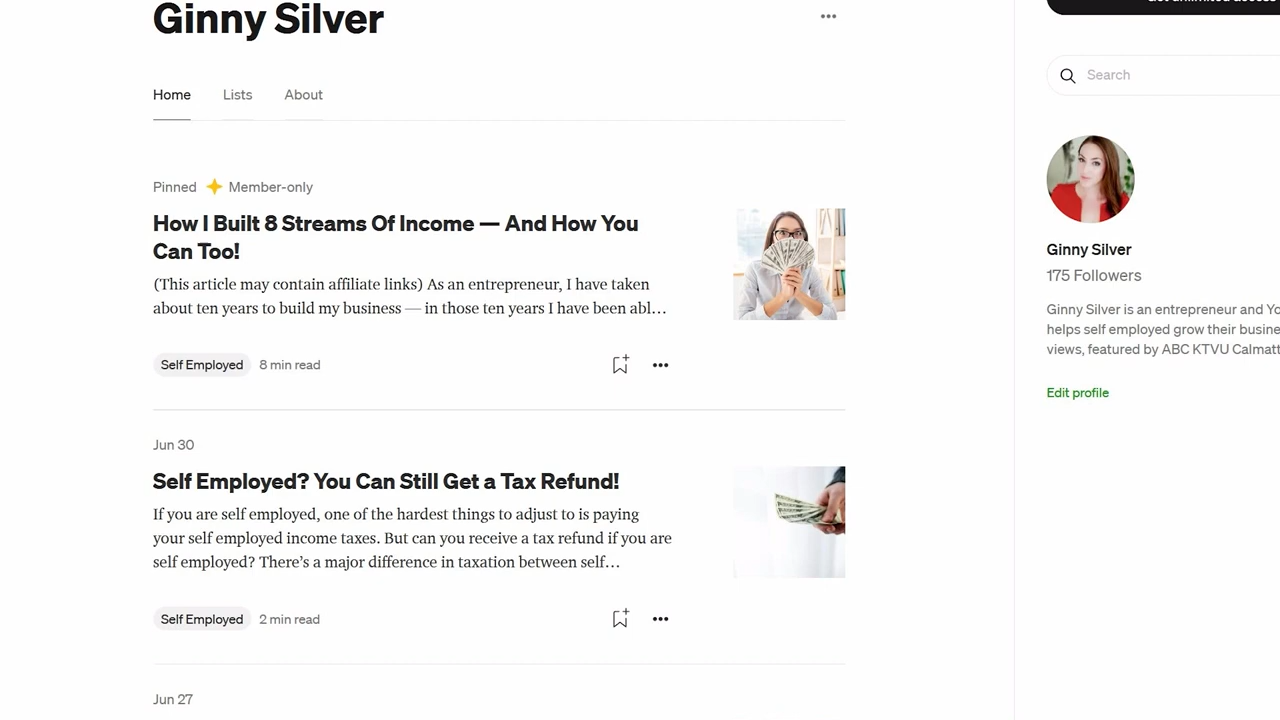 Ginny Silver
Home Lists About
Pinned Member-only
How I Built 8 Streams Of Income — And How You
Can Too!
(This article may contain affiliate links) As an entrepreneur, I have taken
about ten years to build my business — in those ten years I have been abl…
Self Employed 8 min read
Jun 30
Self Employed? You Can Still Get a Tax Refund!
If you are self employed, one of the hardest things to adjust to is paying
your self employed income taxes. But can you receive a tax refund if you are
self employed? There’s a major difference in taxation between self…
Self Employed 2 min read
Jun 27
Get unlimited access
Search
Ginny Silver
175 Followers
Ginny Silver is an entrepreneur and Yo
helps self employed grow their busine
views, featured by ABC KTVU Calmatt
Edit profile